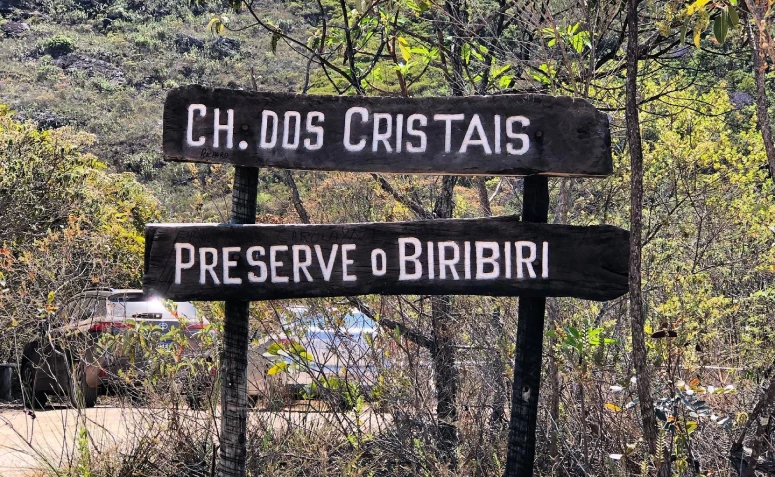 CH. DOS CRISTAIS
PRESERVE O BIRIBIRI